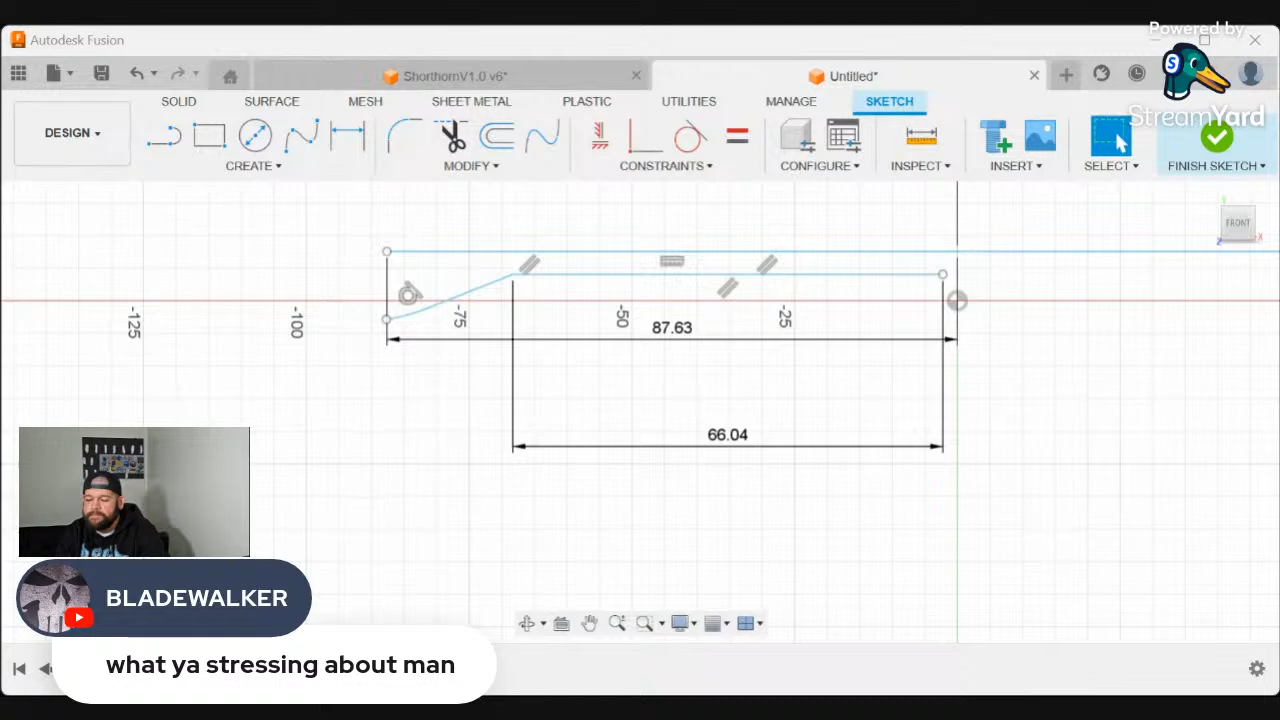 Powered by
Autodesk Fusion
ShorthornV1.0 v6*
Untitled*
S
StreamYard
SOLID
SURFACE
MESH
SHEET METAL
PLASTIC
UTILITIES
MANAGE
SKETCH
DESIGN
CREATE
MODIFY
CONSTRAINTS
CONFIGURE
INSPECT
INSERT
SELECT
FINISH SKETCH
Y
FRONT
Z
X
-125
-100
-75
-50
-25
87.63
66.04
BLADEWALKER
what ya stressing about man